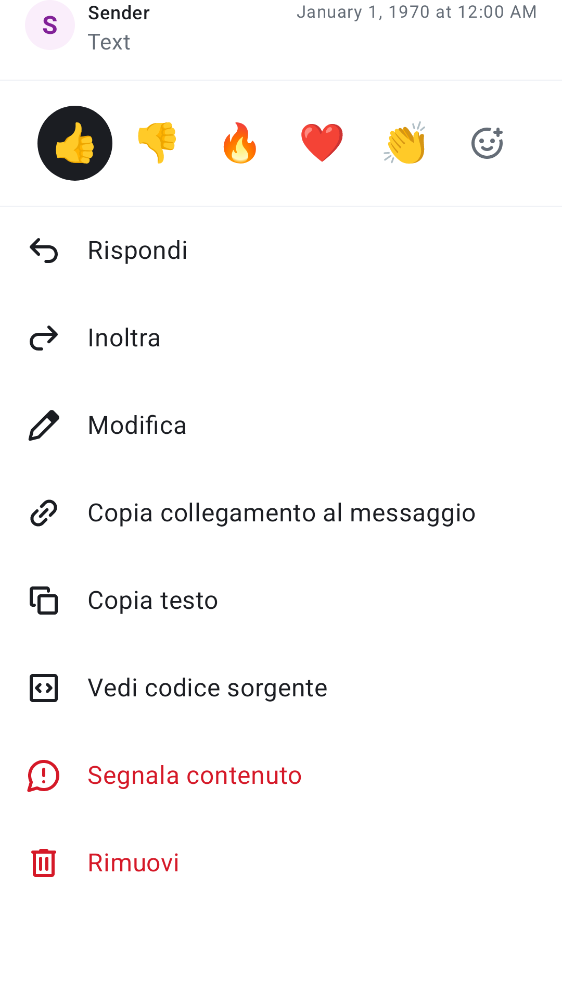 S
Sender
January 1, 1970 at 12:00 AM
Text
Rispondi
Inoltra
Modifica
Copia collegamento al messaggio
Copia testo
Vedi codice sorgente
Segnala contenuto
Rimuovi